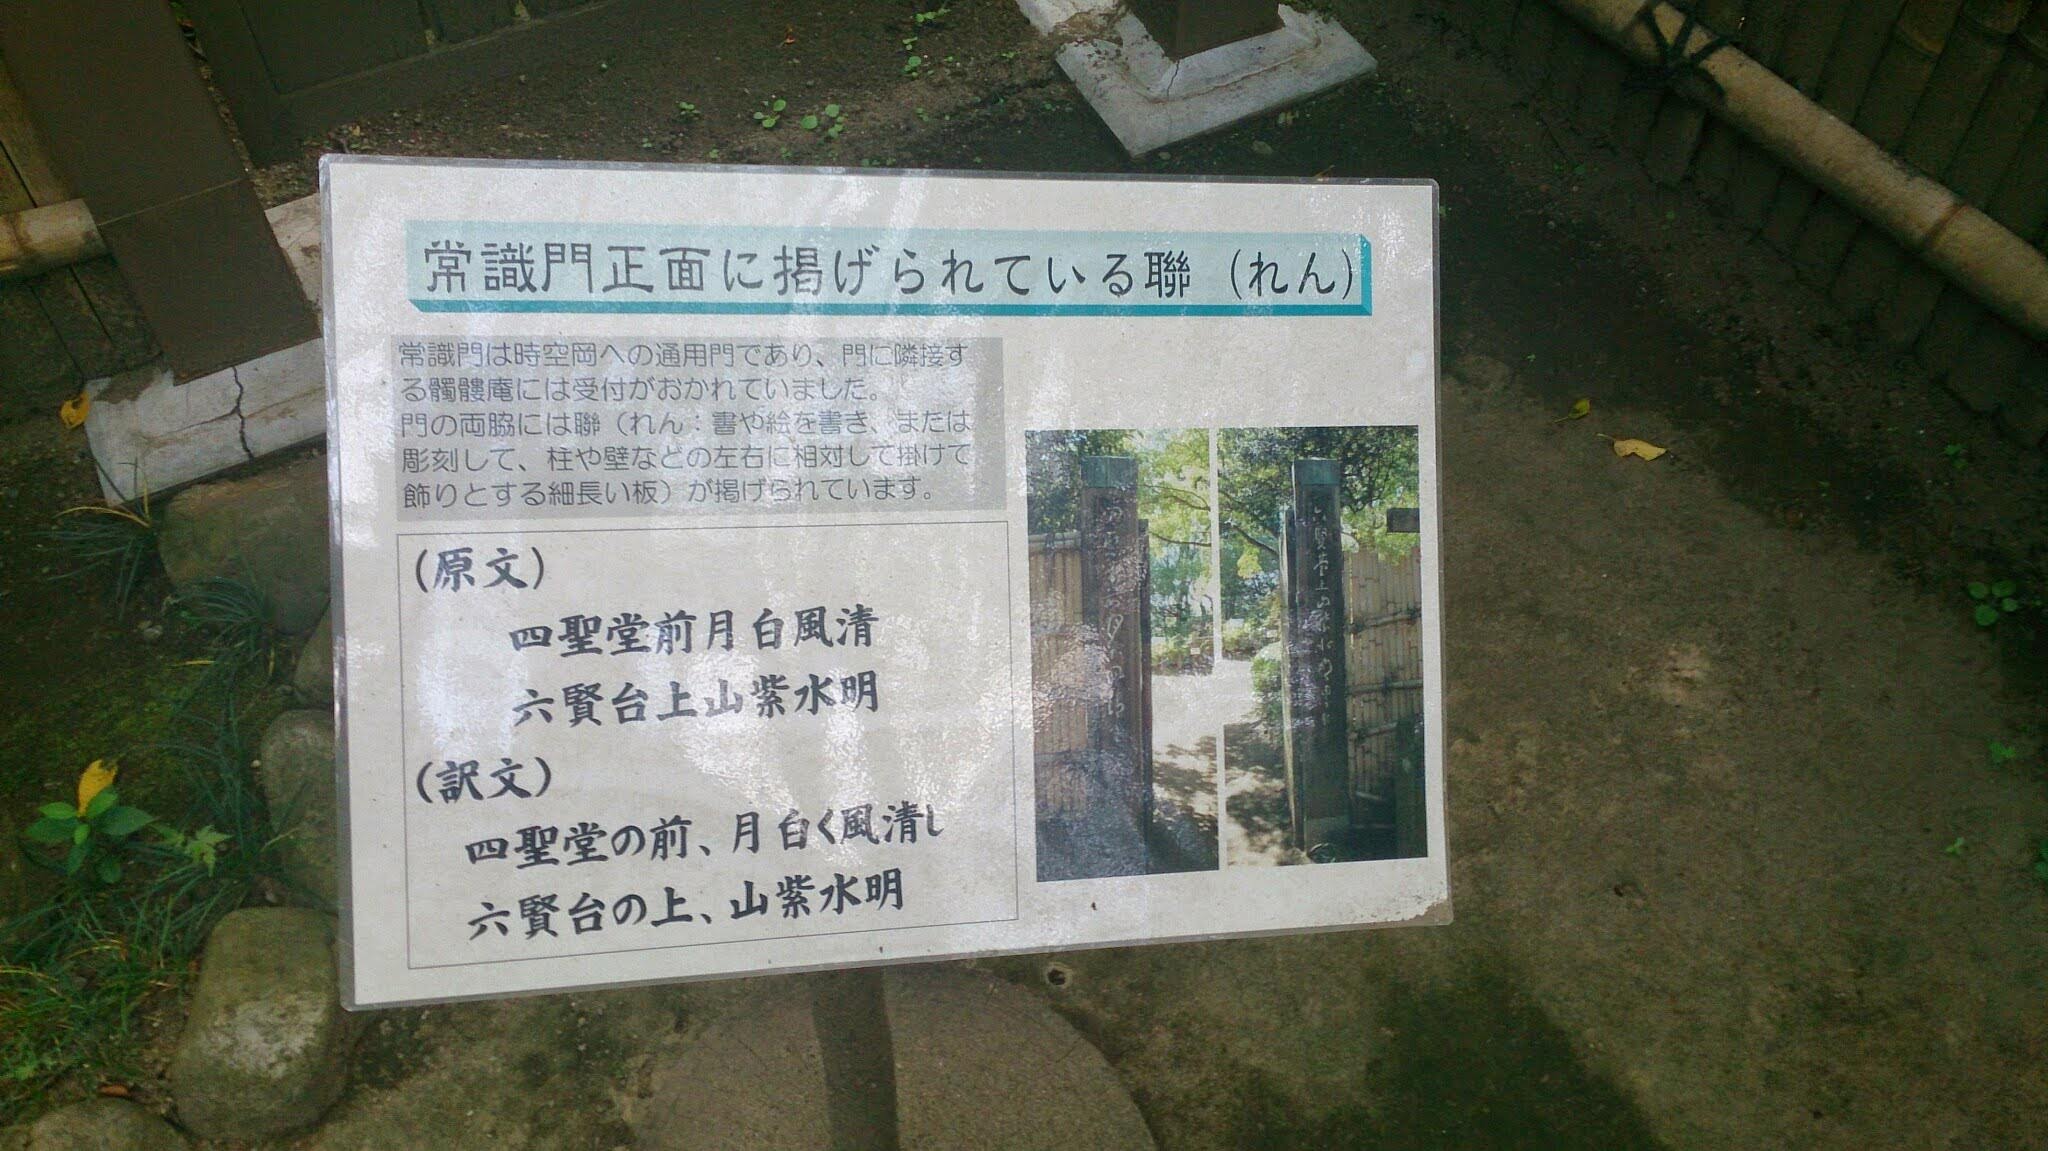 常識門正面に掲げられている聯（れん）
常識門は時空岡への通用門であり、門に隣接す
る髑髏庵には受付がおかれていました。
門の両脇には聯（れん：書や絵を書き、または
彫刻して、柱や壁などの左右に相対して掛けて
飾りとする細長い板）が掲げられています。
（原文）
四聖堂前月白風清
六賢台上山紫水明
（訳文）
四聖堂の前、月白く風清し
六賢台の上、山紫水明